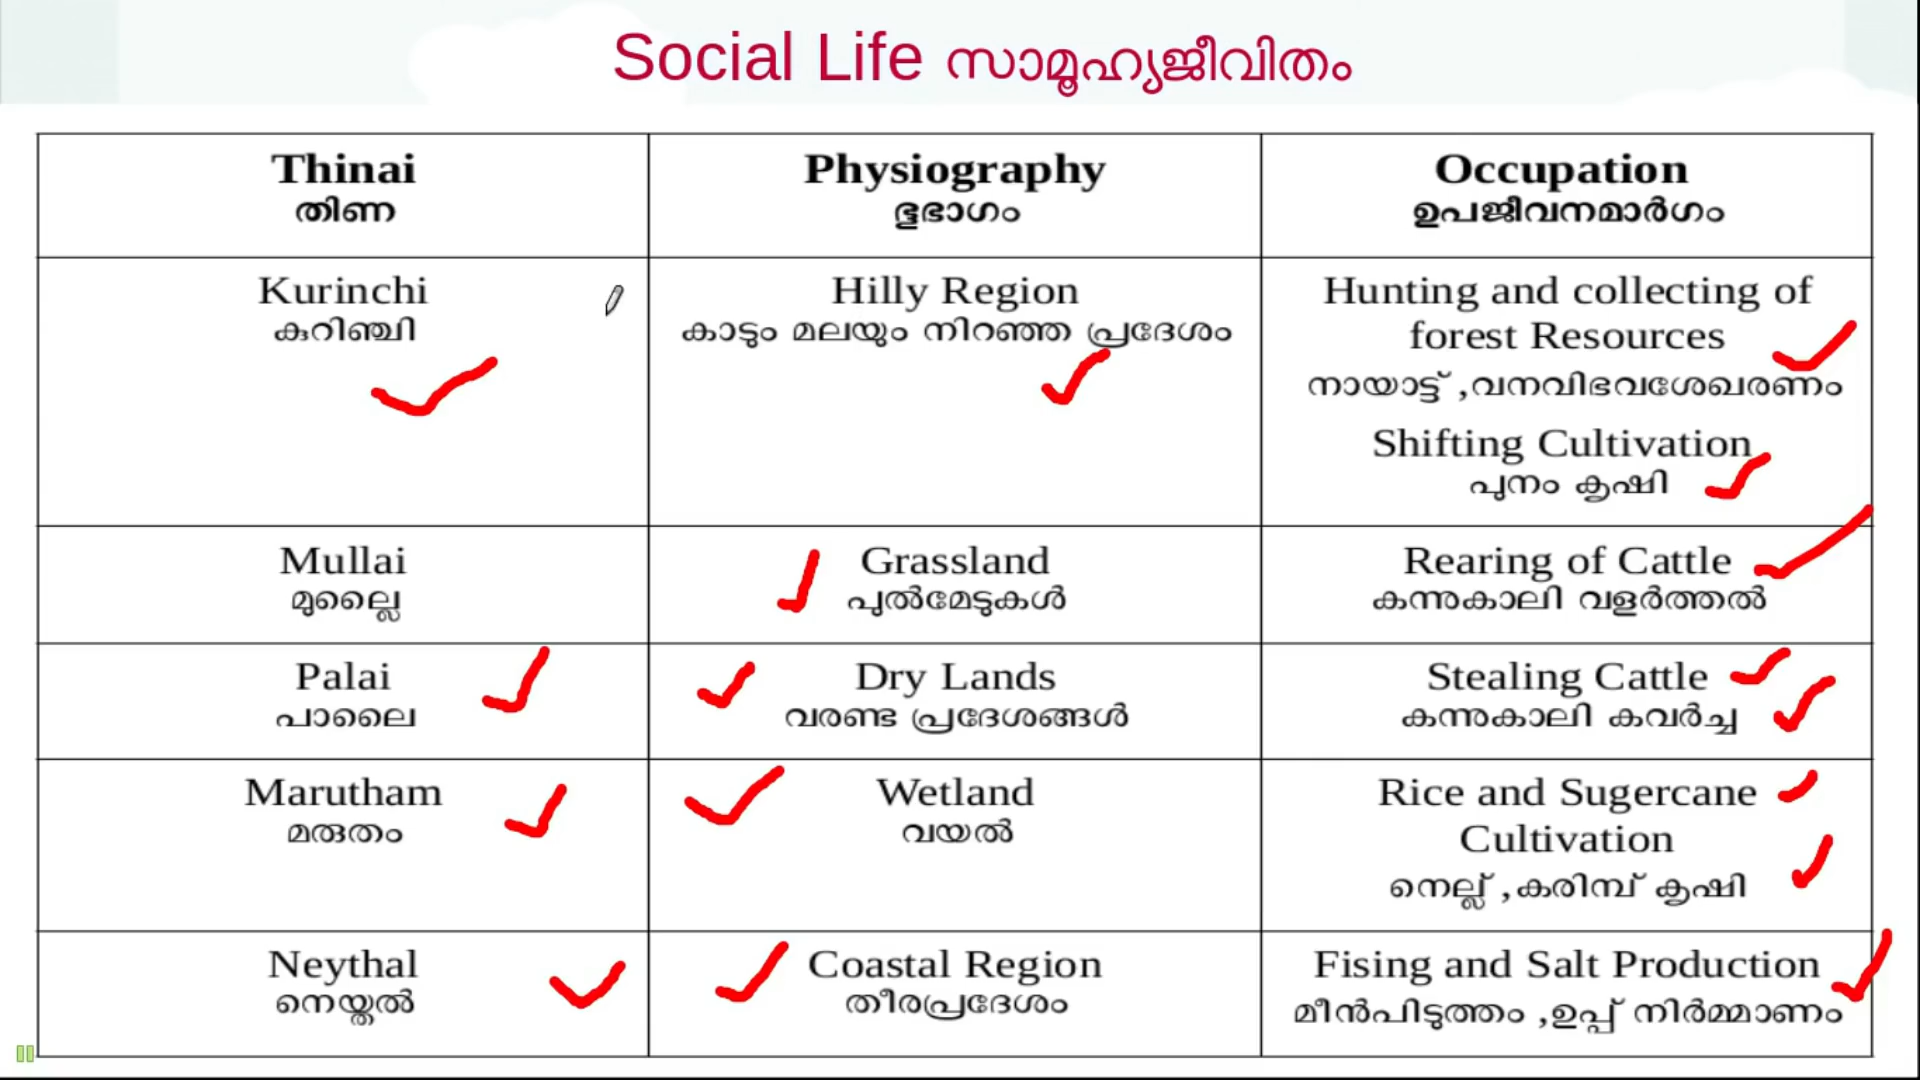 Social Life സാമൂഹ്യജീവിതം
Thinai
തിണ
Physiography
ഭൂഭാഗം
Occupation
ഉപജീവനമാർഗം
Kurinchi
കുറിഞ്ചി
Hilly Region
കാടും മലയും നിറഞ്ഞ പ്രദേശം
Hunting and collecting of
forest Resources
നായാട്ട് ,വനവിഭവശേഖരണം
Shifting Cultivation
പുനം കൃഷി
Mullai
മുല്ലൈ
Grassland
പുൽമേടുകൾ
Rearing of Cattle
കന്നുകാലി വളർത്തൽ
Palai
പാലൈ
Dry Lands
വരണ്ട പ്രദേശങ്ങൾ
Stealing Cattle
കന്നുകാലി കവർച്ച
Marutham
മരുതം
Wetland
വയൽ
Rice and Sugercane
Cultivation
നെല്ല് ,കരിമ്പ് കൃഷി
Neythal
നെയ്തൽ
Coastal Region
തീരപ്രദേശം
Fising and Salt Production
മീൻപിടുത്തം ,ഉപ്പ് നിർമ്മാണം